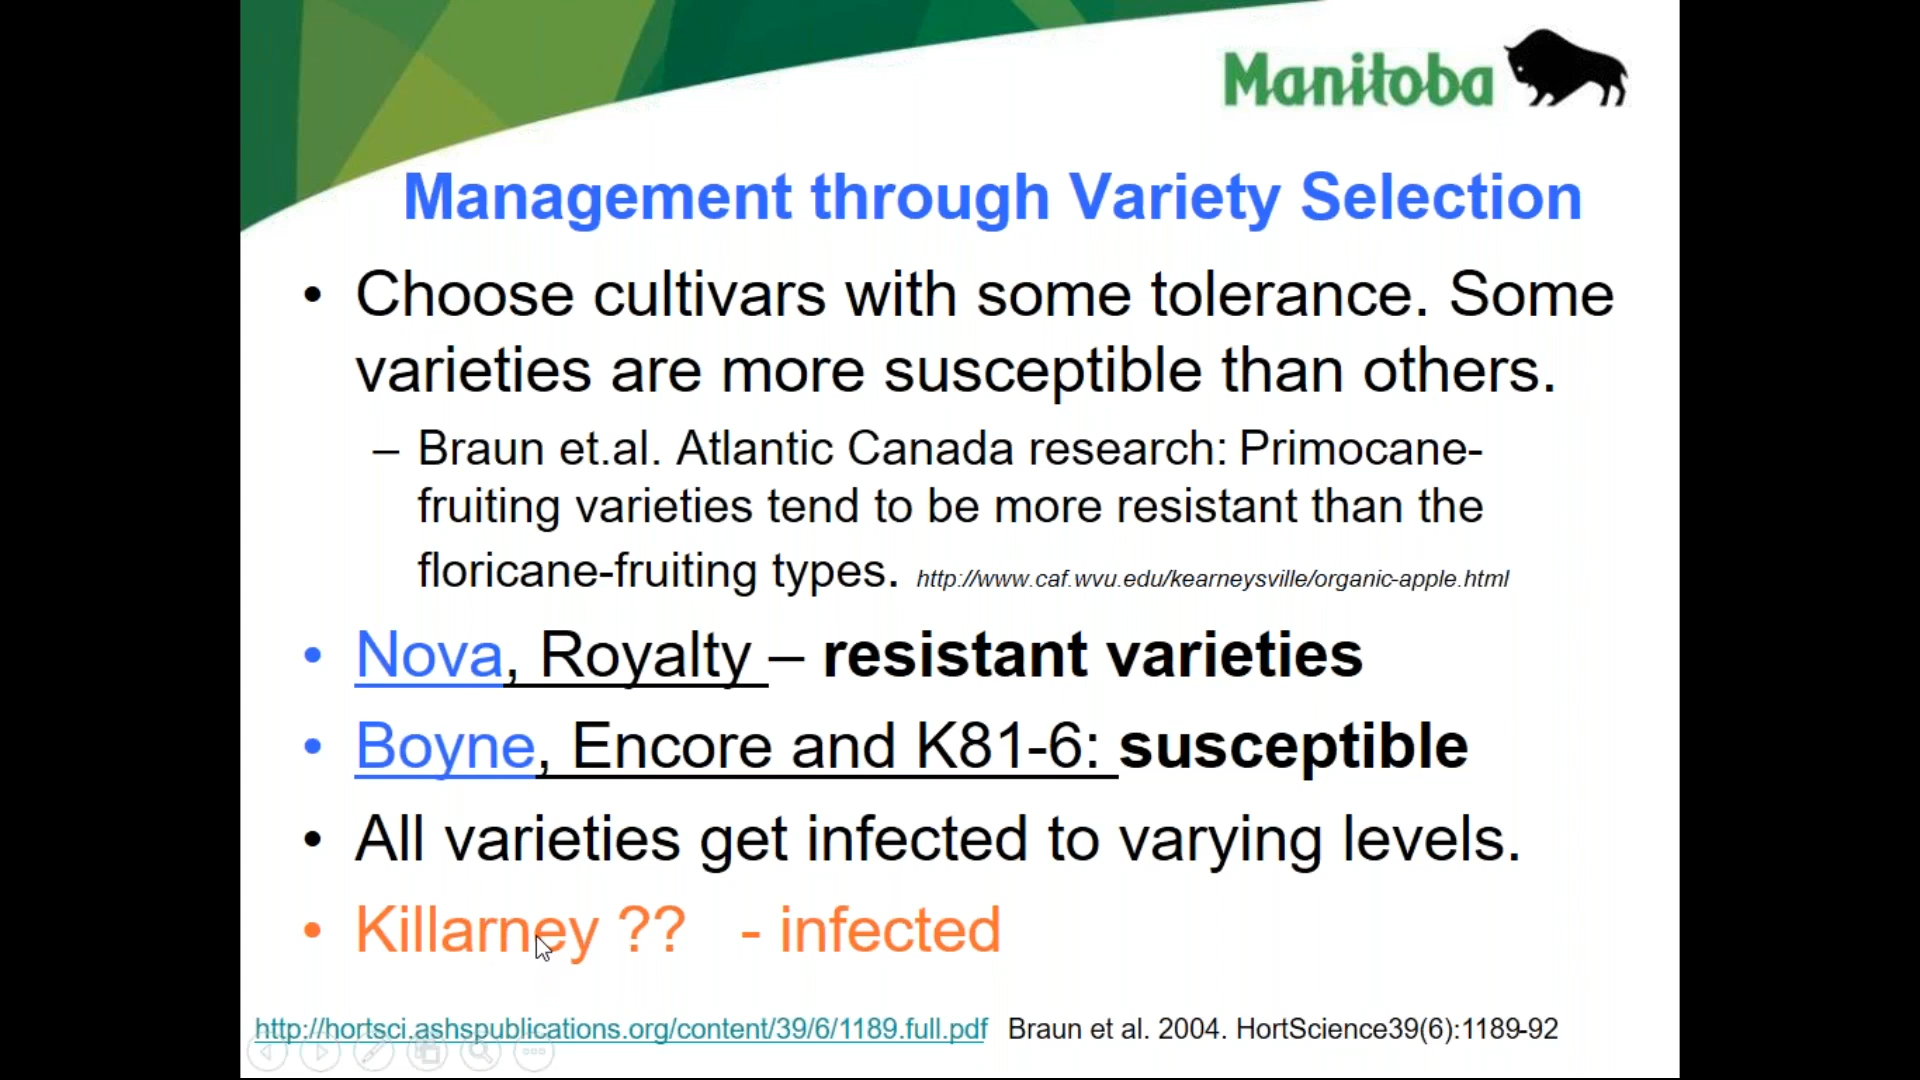 Manitoba
Management through Variety Selection
• Choose cultivars with some tolerance. Some
varieties are more susceptible than others.
– Braun et.al. Atlantic Canada research: Primocane-
fruiting varieties tend to be more resistant than the
floricane-fruiting types. http://www.caf.wvu.edu/kearneysville/organic-apple.html
• Nova, Royalty – resistant varieties
• Boyne, Encore and K81-6: susceptible
• All varieties get infected to varying levels.
• Killarney ?? - infected
http://hortsci.ashspublications.org/content/39/6/1189.full.pdf Braun et al. 2004. HortScience39(6):1189-92